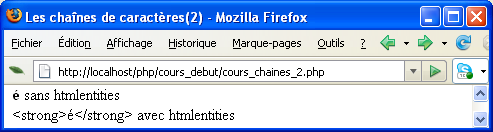 Les chaînes de caractères(2) - Mozilla Firefox
Fichier Édition Affichage Historique Marque-pages Outils ?
http://localhost/php/cours_debut/cours_chaines_2.php
é sans htmlentities
<strong>é</strong> avec htmlentities